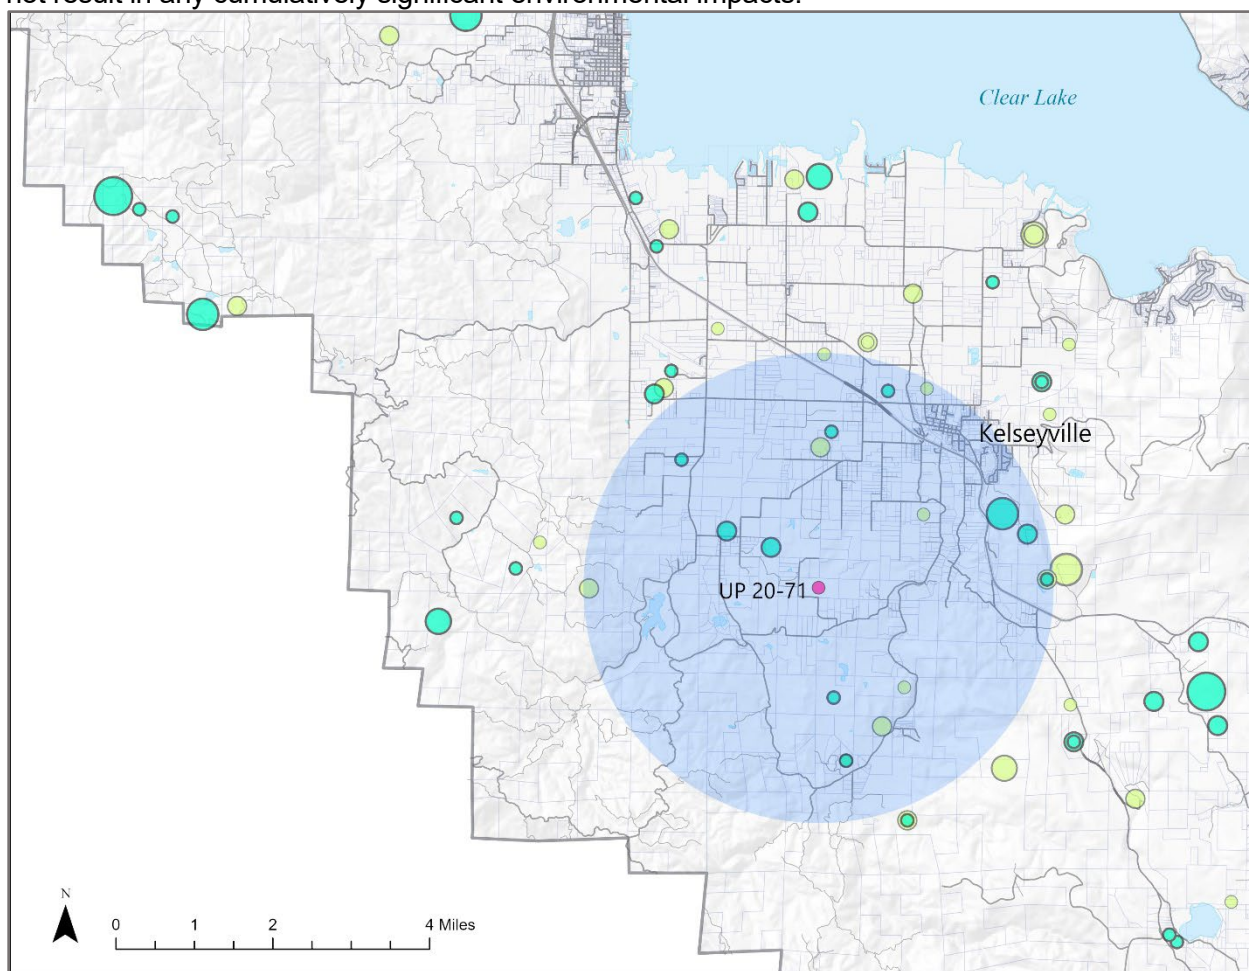 not result in any cumulatively significant environmental impacts.
Clear Lake
Kelseyville
UP 20-71
N
0 1 2 4 Miles